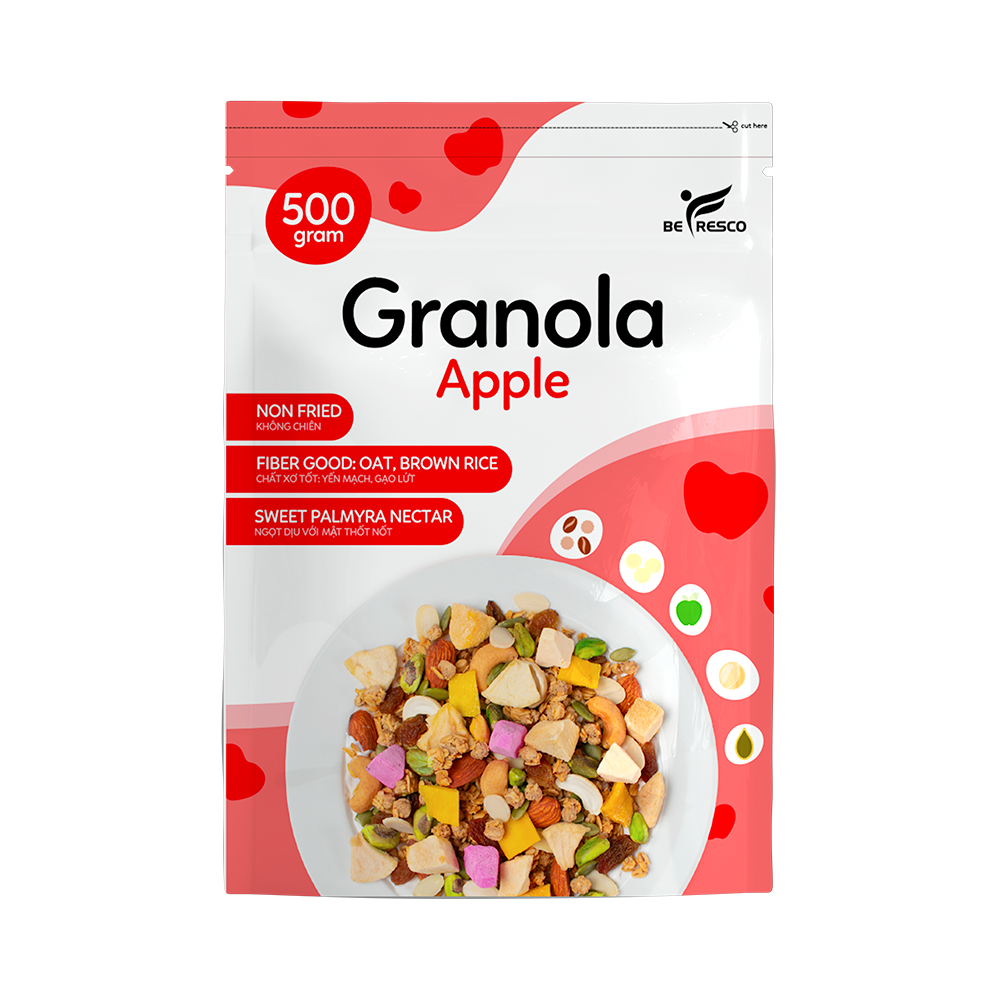 cut here
500
gram
BE FRESCO
Granola
Apple
NON FRIED
KHÔNG CHIÊN
FIBER GOOD: OAT, BROWN RICE
CHẤT XƠ TỐT: YẾN MẠCH, GẠO LỨT
SWEET PALMYRA NECTAR
NGỌT DỊU VỚI MẬT THỐT NỐT